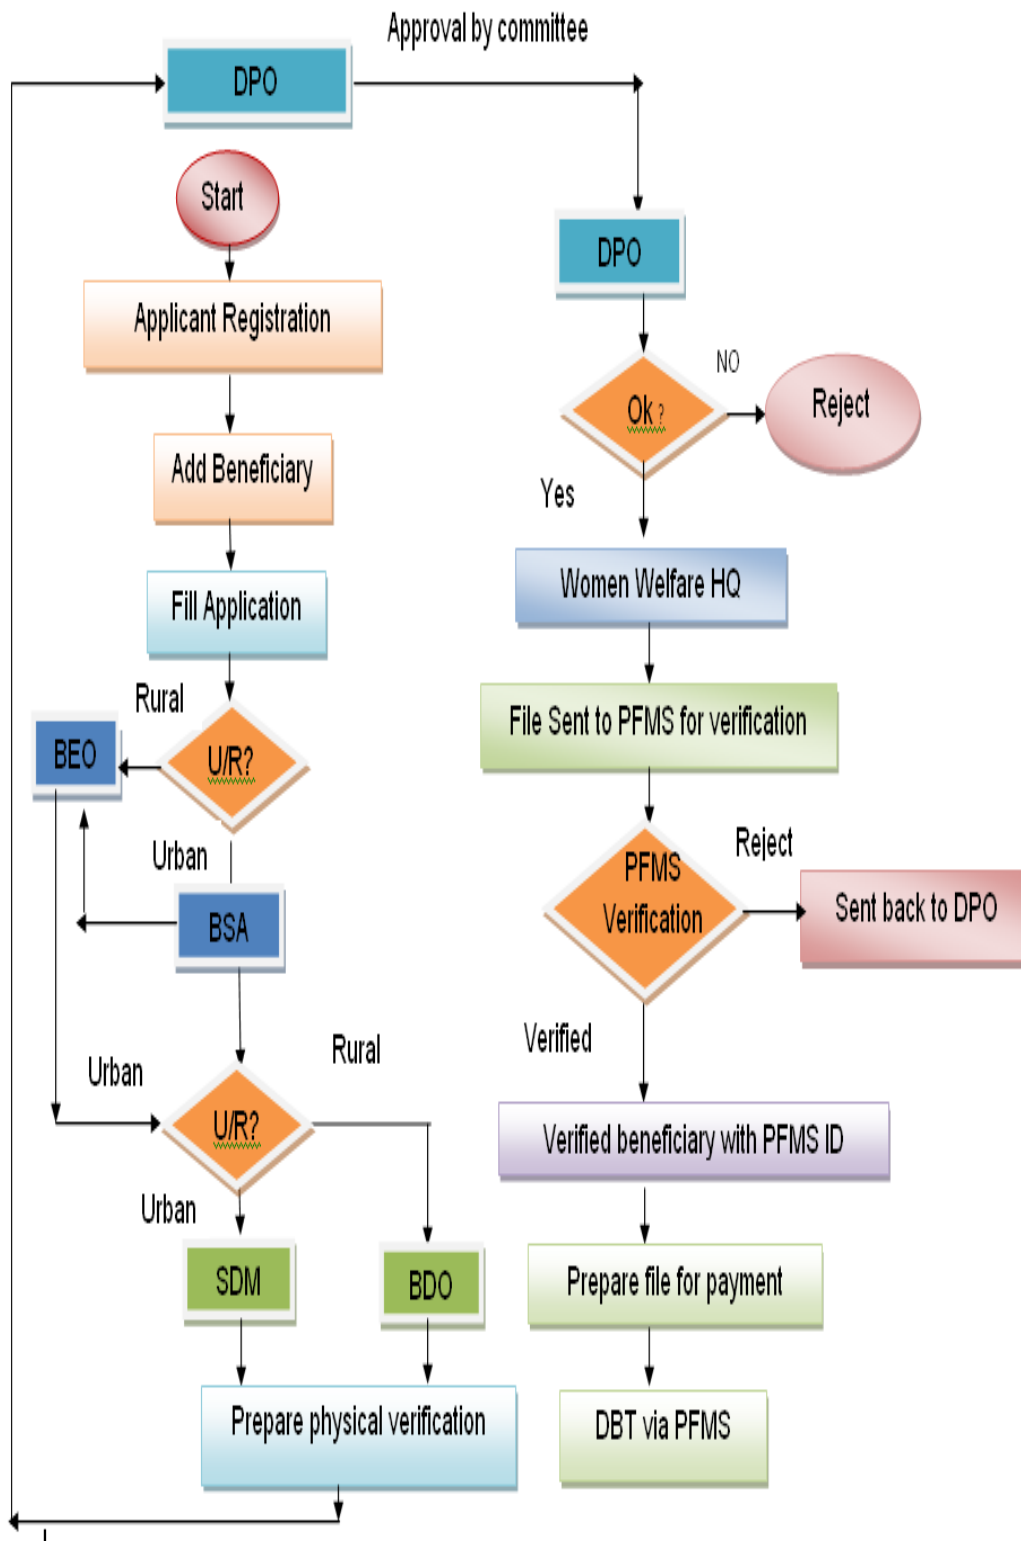 Approval by committee
DPO
Start
Applicant Registration
Add Beneficiary
Fill Application
Rural
U/R?
BEO
Urban
BSA
Urban
Rural
U/R?
Urban
SDM
BDO
Prepare physical verification
DPO
Ok ?
NO
Reject
Yes
Women Welfare HQ
File Sent to PFMS for verification
PFMS
Verification
Reject
Sent back to DPO
Verified
Verified beneficiary with PFMS ID
Prepare file for payment
DBT via PFMS